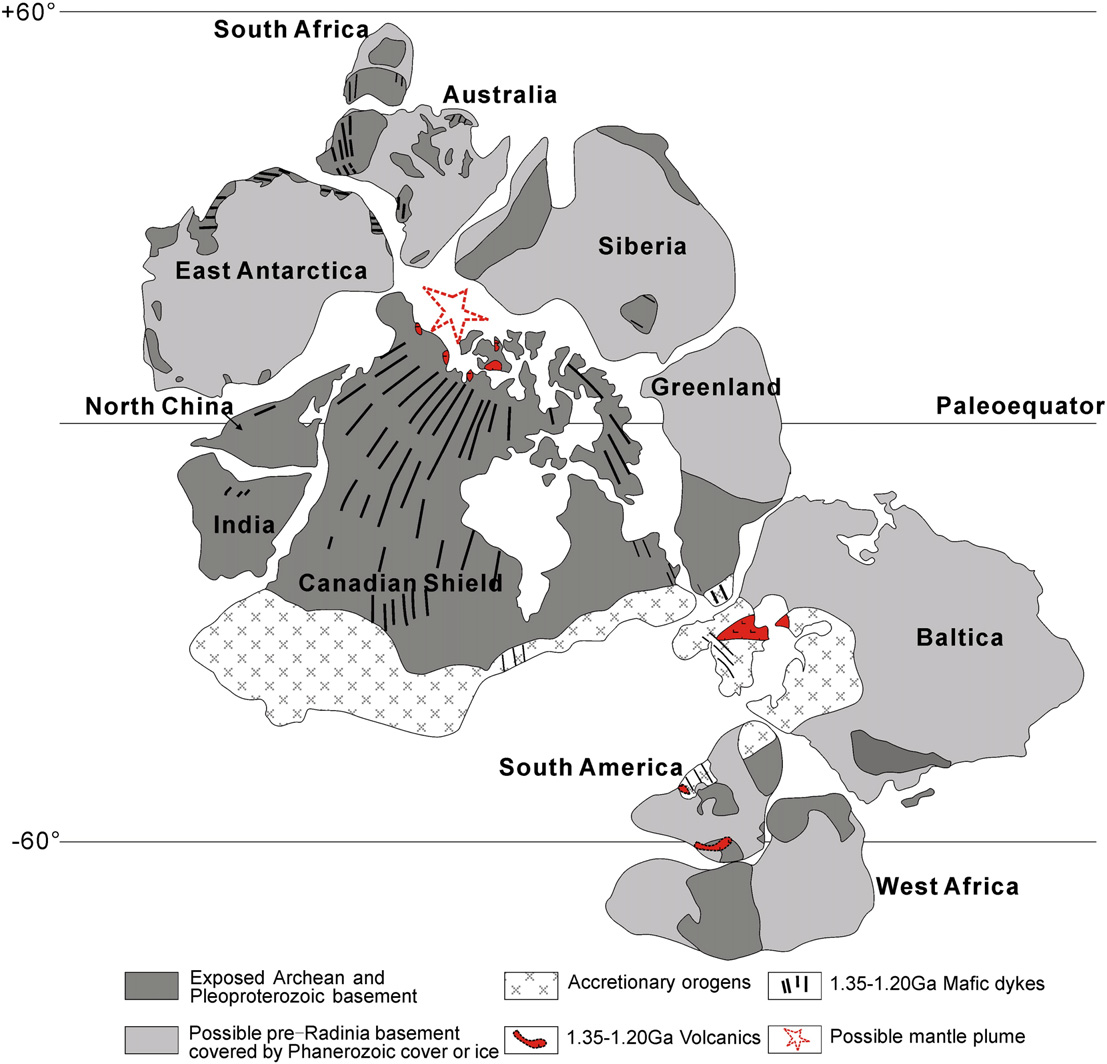 +60°
South Africa
Australia
Siberia
East Antarctica
Greenland
North China
Paleoequator
India
Canadian Shield
Baltica
South America
-60°
West Africa
Exposed Archean and
Pleoproterozoic basement
Accretionary orogens
1.35-1.20Ga Mafic dykes
Possible pre-Radinia basement
covered by Phanerozoic cover or ice
1.35-1.20Ga Volcanics
Possible mantle plume